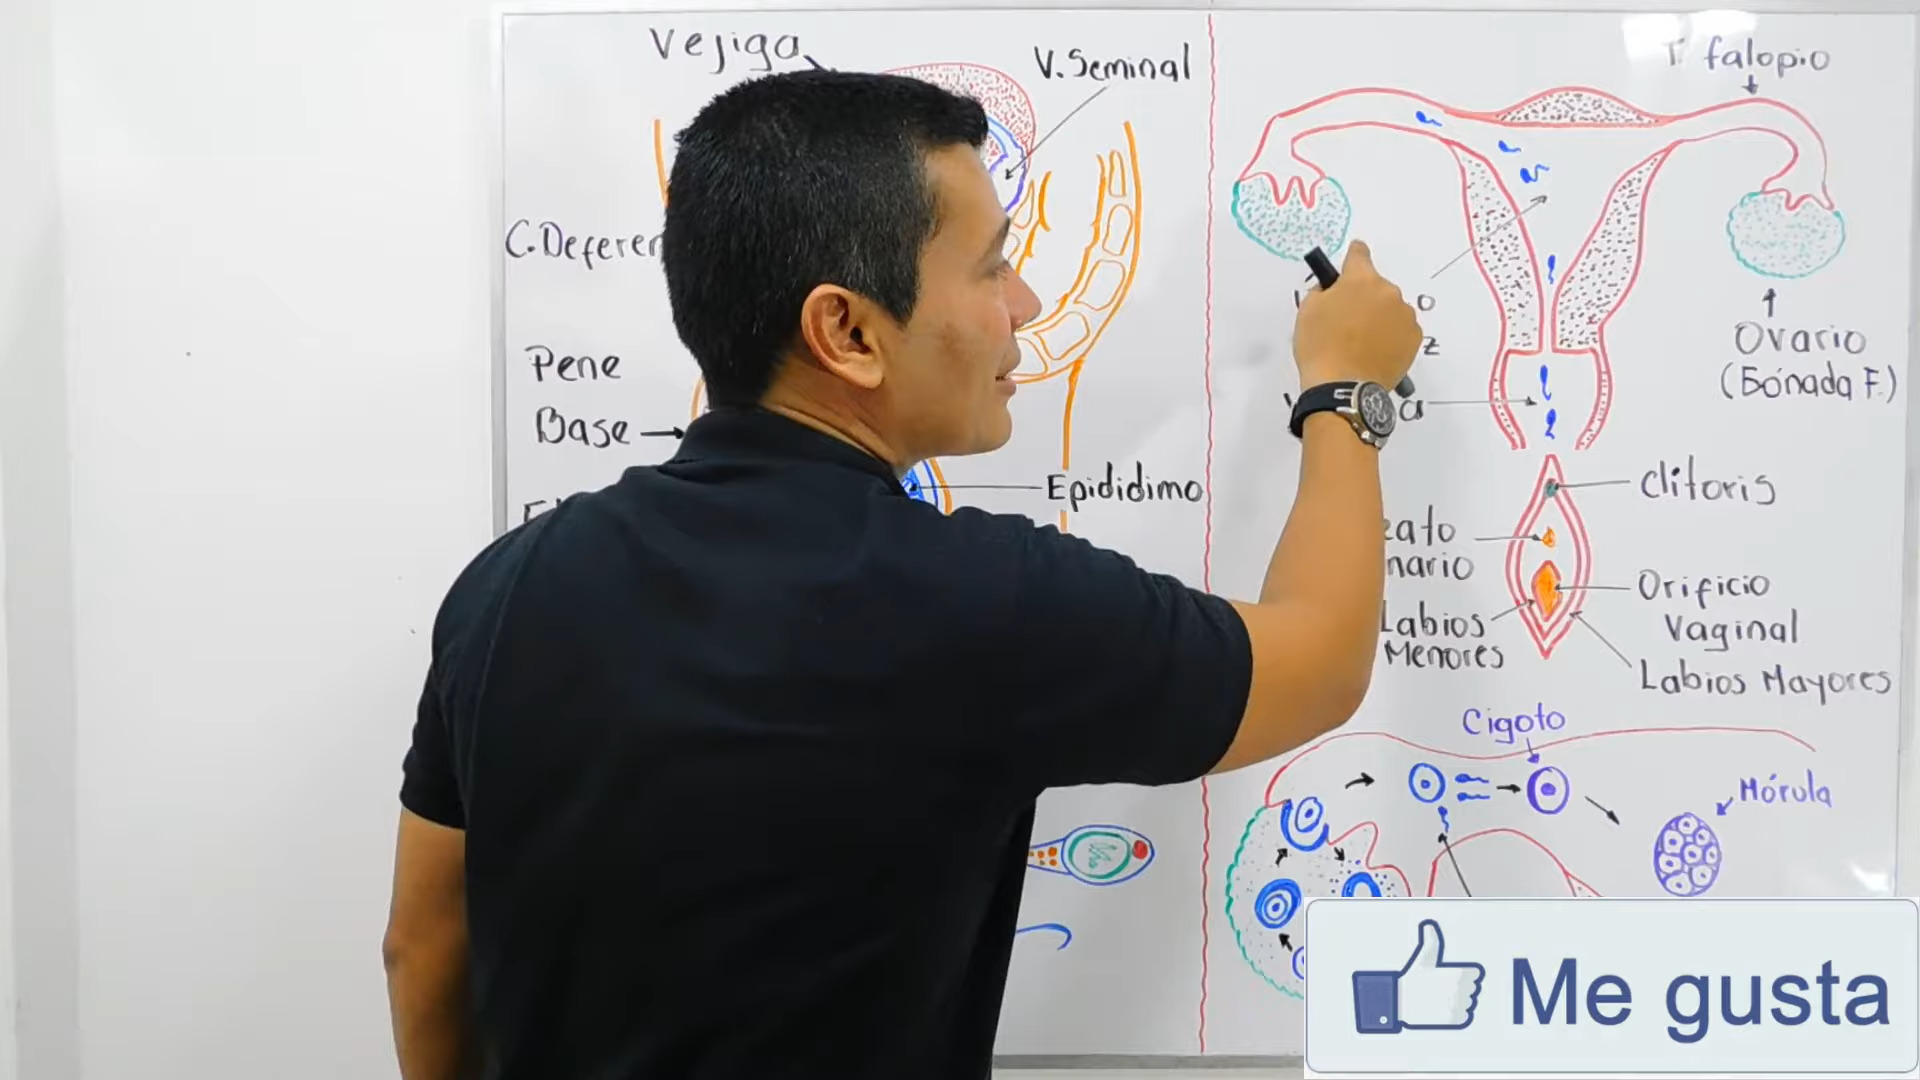 Vejiga
V. Seminal
C. Deferen
Pene
Base
Epididimo
T. falopio
Ovario
(Gónada F.)
Clitoris
eato
nario
Labios
Menores
Orificio
Vaginal
Labios Mayores
Cigoto
Mórula
Me gusta